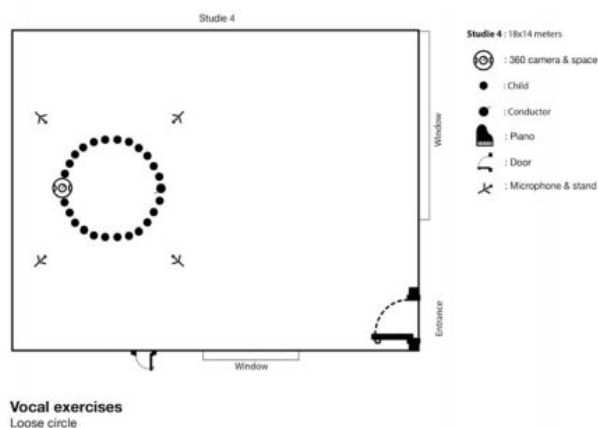 Studie 4
Studie 4 : 18x14 meters
: 360 camera & space
: Child
: Conductor
: Piano
: Door
: Microphone & stand
Window
Entrance
Window
Vocal exercises
Loose circle